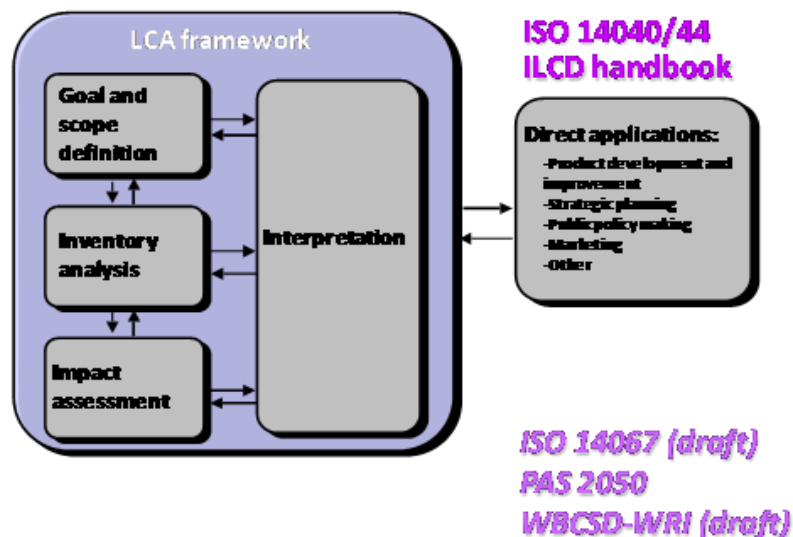 LCA framework
ISO 14040/44
ILCD handbook
Goal and
scope
definition
Inventory
analysis
Impact
assessment
Interpretation
Direct applications:
-Product development and
improvement
-Strategic planning
-Public policy making
-Marketing
-Other
ISO 14067 (draft)
PAS 2050
WBCSD-WRI (draft)